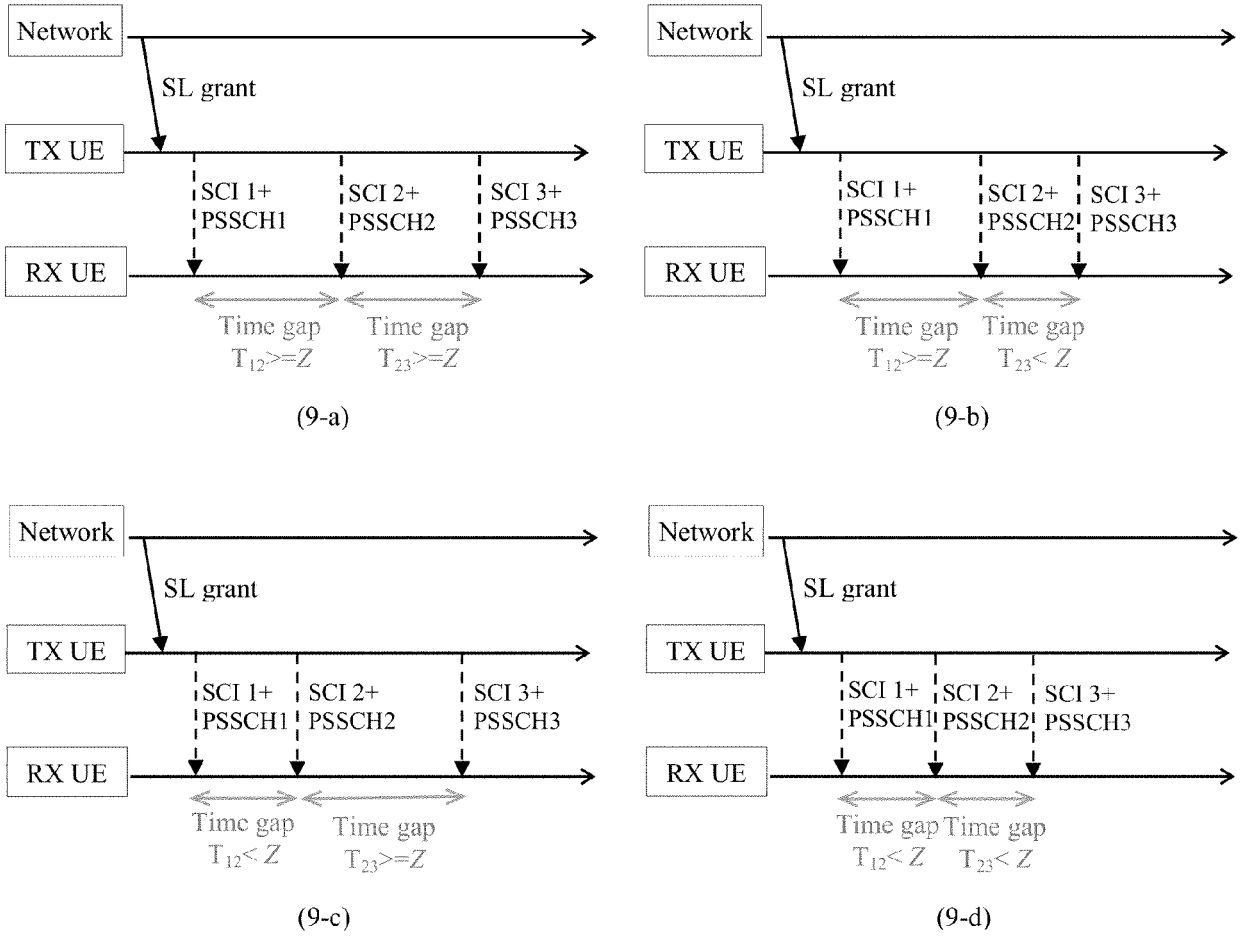 Network
SL grant
TX UE
SCI 1+
PSSCH1
SCI 2+
PSSCH2
SCI 3+
PSSCH3
RX UE
Time gap
T12>=Z
Time gap
T23>=Z
(9-a)
Network
SL grant
TX UE
SCI 1+
PSSCH1
SCI 2+
PSSCH2
SCI 3+
PSSCH3
RX UE
Time gap
T12>=Z
Time gap
T23< Z
(9-b)
Network
SL grant
TX UE
SCI 1+
PSSCH1
SCI 2+
PSSCH2
SCI 3+
PSSCH3
RX UE
Time gap
T12< Z
Time gap
T23>=Z
(9-c)
Network
SL grant
TX UE
SCI 1+
PSSCH1
SCI 2+
PSSCH2
SCI 3+
PSSCH3
RX UE
Time gap
T12< Z
Time gap
T23< Z
(9-d)